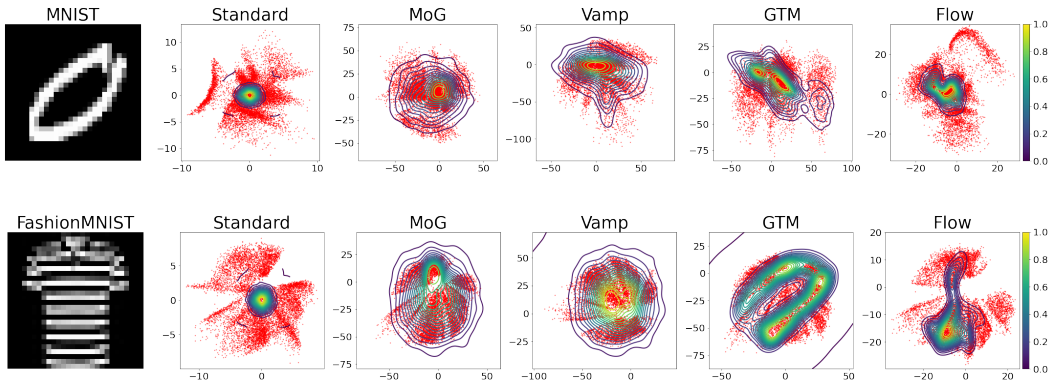 MNIST Standard MoG Vamp GTM Flow
10 5 0 −5 −10
−10 0 10
75 50 25 0 −25 −50
−50 0 50
50 0 −50 −100
−50 0 50
25 0 −25 −50 −75
−50 0 50 100
20 0 −20
−20 0 20
1.0 0.8 0.6 0.4 0.2 0.0
FashionMNIST Standard MoG Vamp GTM Flow
5 0 −5
−10 0
25 0 −25 −50 −75
−50 0 50
50 25 0 −25 −50
−100 −50 0 50
25 0 −25 −50 −75
−50 0 50
20 10 0 −10 −20
−20 0 20
1.0 0.8 0.6 0.4 0.2 0.0